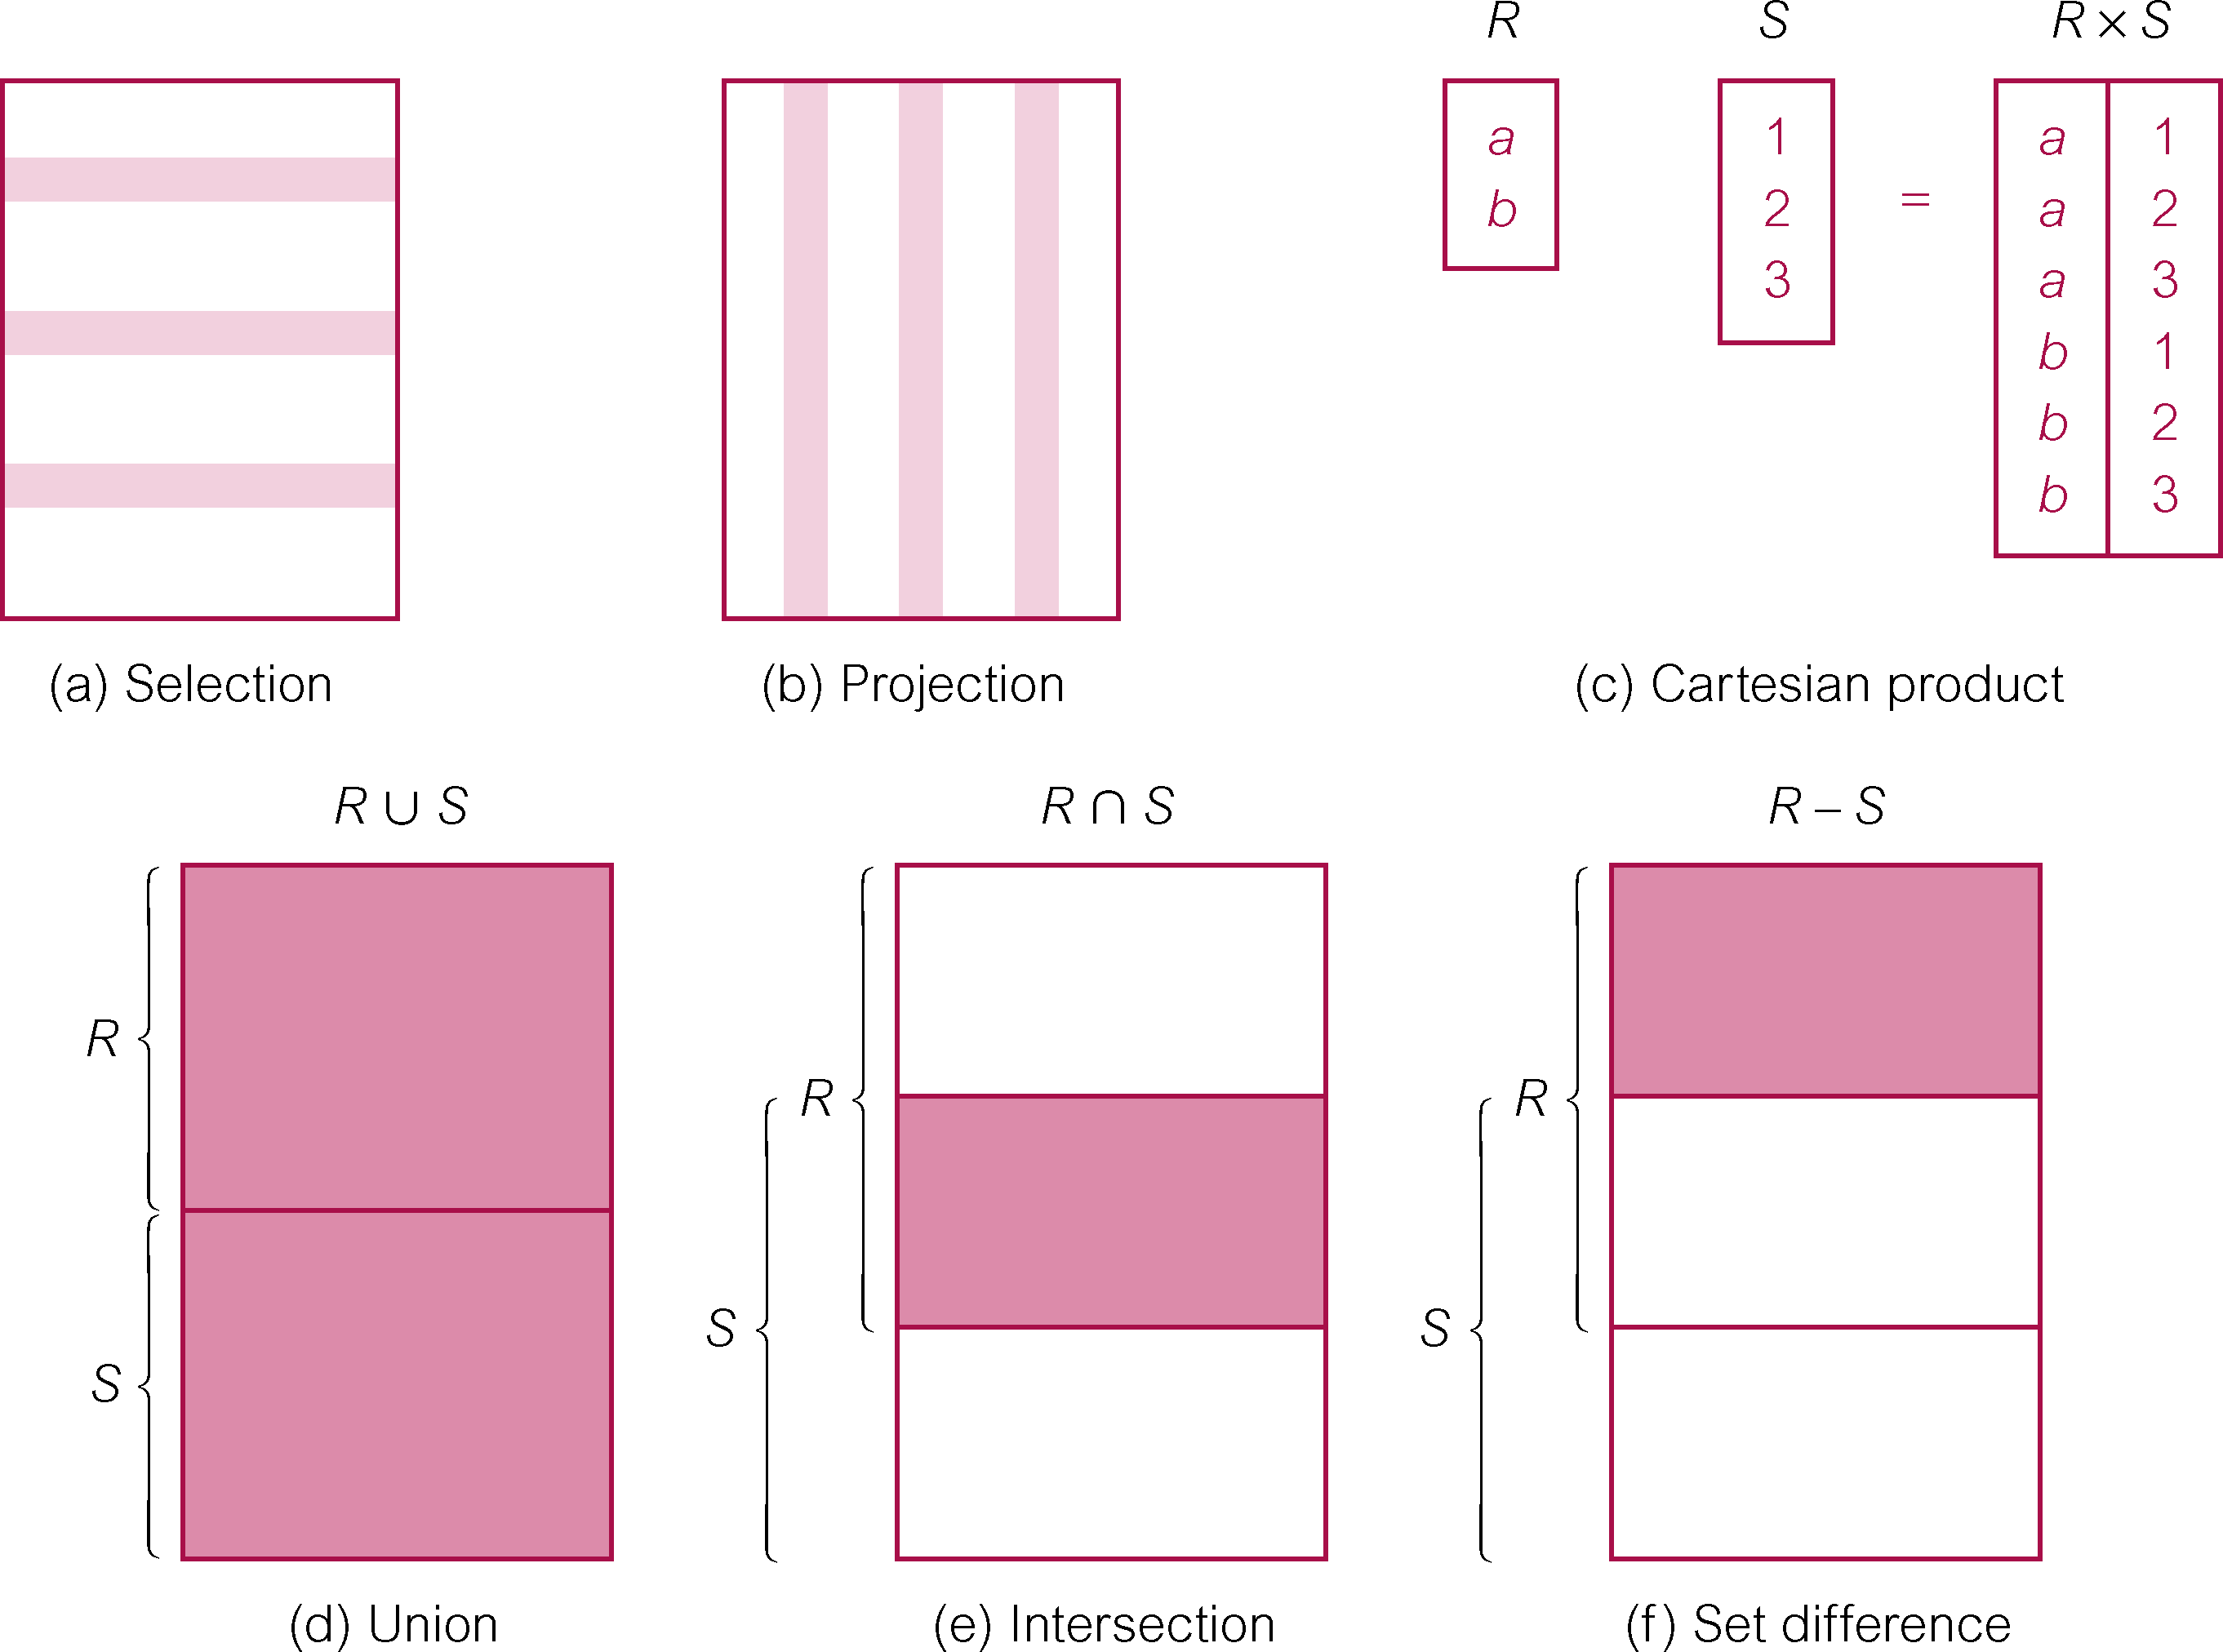 R S R × S
a 1 a 1
b 2 = a 2
3 a 3
b 1
b 2
b 3
(a) Selection (b) Projection (c) Cartesian product
R ∪ S R ∩ S R – S
R R R
S S S
(d) Union (e) Intersection (f) Set difference